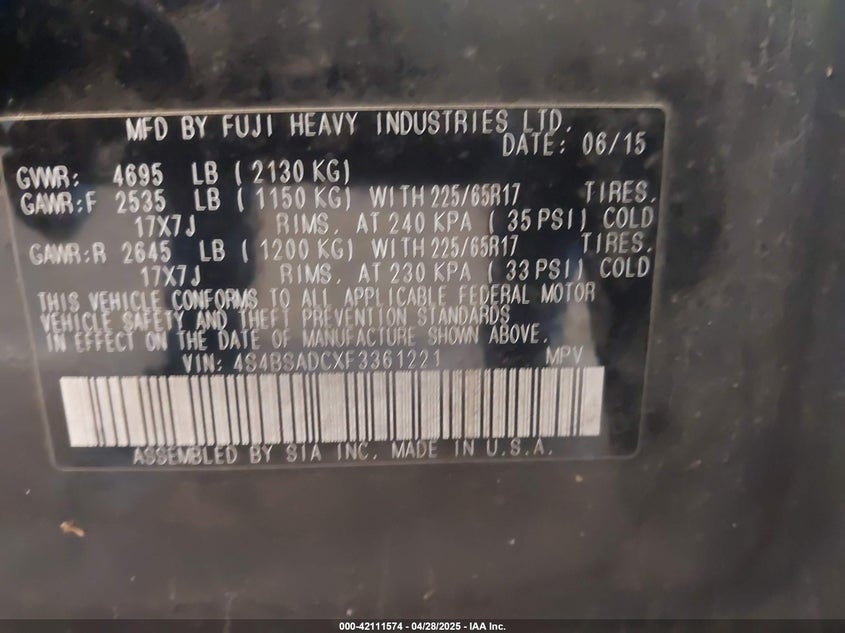 MFD BY FUJI HEAVY INDUSTRIES LTD.
DATE: 06/15
GVWR: 4695 LB ( 2130 KG)
GAWR:F 2535 LB ( 1150 KG) WITH 225/65R17 TIRES,
17X7J RIMS, AT 240 KPA ( 35 PSI) COLD
GAWR:R 2645 LB ( 1200 KG) WITH 225/65R17 TIRES,
17X7J RIMS, AT 230 KPA ( 33 PSI) COLD
THIS VEHICLE CONFORMS TO ALL APPLICABLE FEDERAL MOTOR
VEHICLE SAFETY AND THEFT PREVENTION STANDARDS
IN EFFECT ON THE DATE OF MANUFACTURE SHOWN ABOVE.
VIN: 4S4BSADCXF3361221 MPV
ASSEMBLED BY SIA INC. MADE IN U.S.A.
000-42111574 | 04/28/2025 - IAA Inc.